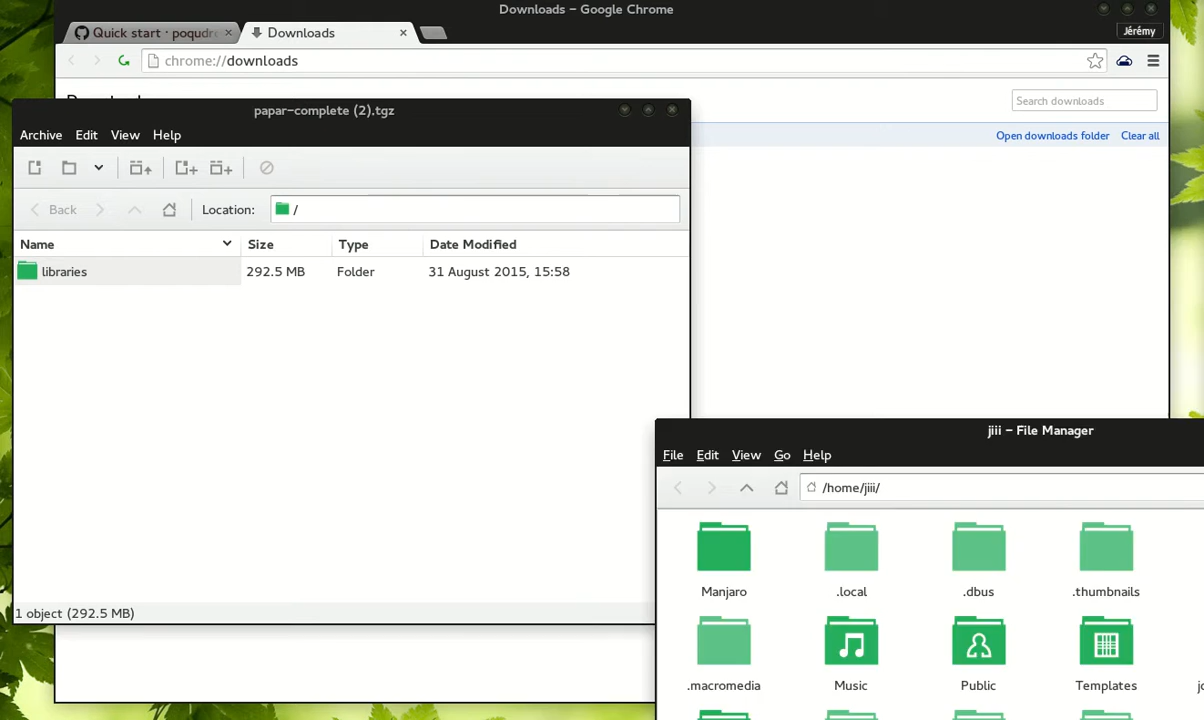 Downloads – Google Chrome
Quick start · poqudr
Downloads
Jérémy
chrome://downloads
Search downloads
Open downloads folder
Clear all
papar-complete (2).tgz
Archive Edit View Help
Back
Location:
/
Name Size Type Date Modified
libraries 292.5 MB Folder 31 August 2015, 15:58
1 object (292.5 MB)
jiii – File Manager
File Edit View Go Help
/home/jiii/
Manjaro .local .dbus .thumbnails
.macromedia Music Public Templates